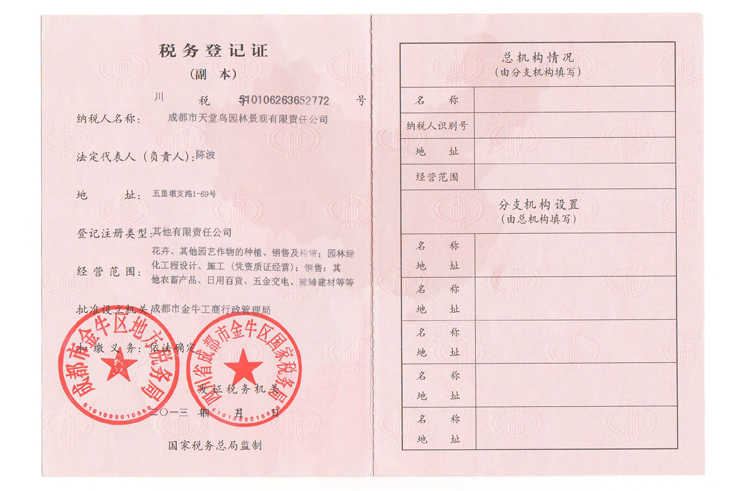 税务登记证
(副 本)
川 税 字510106263652772 号
纳税人名称: 成都市天堂鸟园林景观有限责任公司
法定代表人(负责人):陈波
地 址: 五里墩支路1-69号
登记注册类型:其他有限责任公司
经营范围: 花卉、其他园艺作物的种植、销售及租摆;园林绿
化工程设计、施工(凭资质证经营);销售:其
他农畜产品、日用百货、五金交电、建辅建材等等
批准设立机关:成都市金牛工商行政管理局
扣缴义务:依法确定
成都市金牛区地方税务局
四川省成都市金牛区国家税务局
发证税务机关
二〇一三 年 月 日
国家税务总局监制
总机构情况
(由分支机构填写)
名 称
纳税人识别号
地 址
经营范围
分支机构设置
(由总机构填写)
名 称
地 址
名 称
地 址
名 称
地 址
名 称
地 址
名 称
地 址